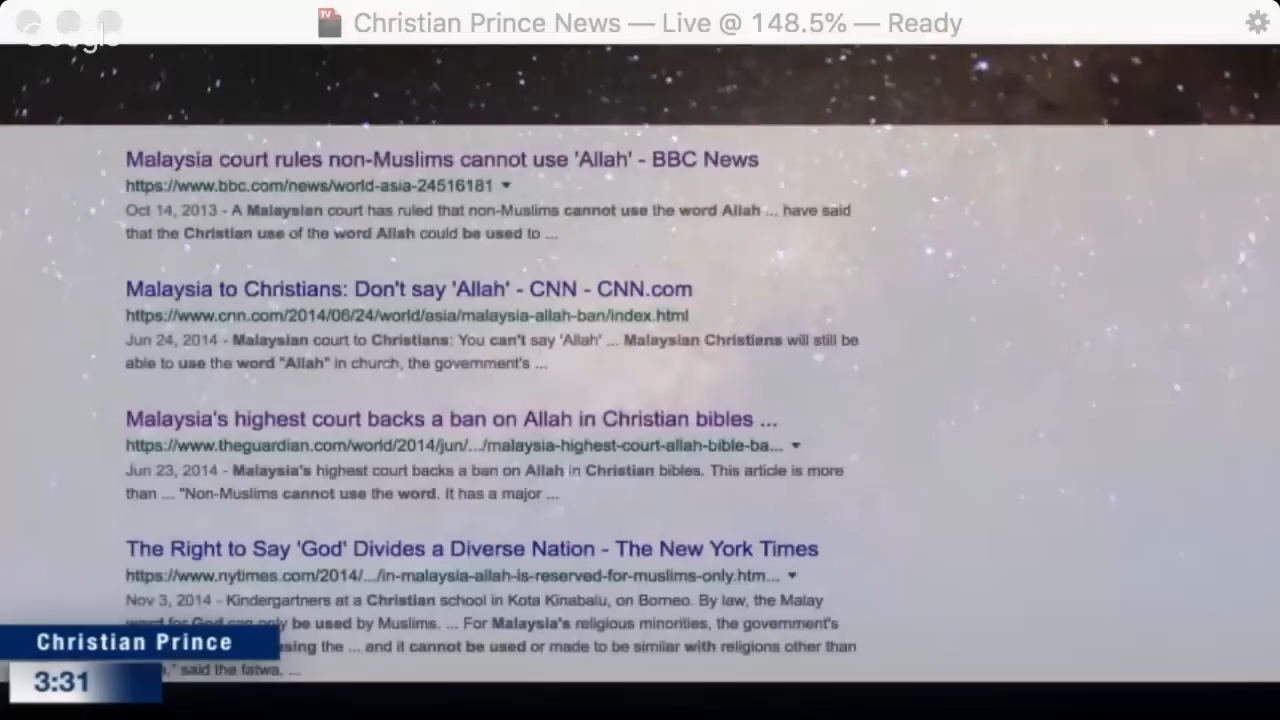 Google
TV
Christian Prince News — Live @ 148.5% — Ready
Malaysia court rules non-Muslims cannot use 'Allah' - BBC News
https://www.bbc.com/news/world-asia-24516181
Oct 14, 2013 - A Malaysian court has ruled that non-Muslims cannot use the word Allah ... have said
that the Christian use of the word Allah could be used to ...
Malaysia to Christians: Don't say 'Allah' - CNN - CNN.com
https://www.cnn.com/2014/06/24/world/asia/malaysia-allah-ban/index.html
Jun 24, 2014 - Malaysian court to Christians: You can't say 'Allah' ... Malaysian Christians will still be
able to use the word "Allah" in church, the government's ...
Malaysia's highest court backs a ban on Allah in Christian bibles ...
https://www.theguardian.com/world/2014/jun/.../malaysia-highest-court-allah-bible-ba...
Jun 23, 2014 - Malaysia's highest court backs a ban on Allah in Christian bibles. This article is more
than ... "Non-Muslims cannot use the word. It has a major ...
The Right to Say 'God' Divides a Diverse Nation - The New York Times
https://www.nytimes.com/2014/.../in-malaysia-allah-is-reserved-for-muslims-only.htm...
Nov 3, 2014 - Kindergartners at a Christian school in Kota Kinabalu, on Borneo. By law, the Malay
word for God can only be used by Muslims. ... For Malaysia's religious minorities, the government's
the ... and it cannot be used or made to be similar with religions other than
Christian Prince
said the fatwa, ...
3:31